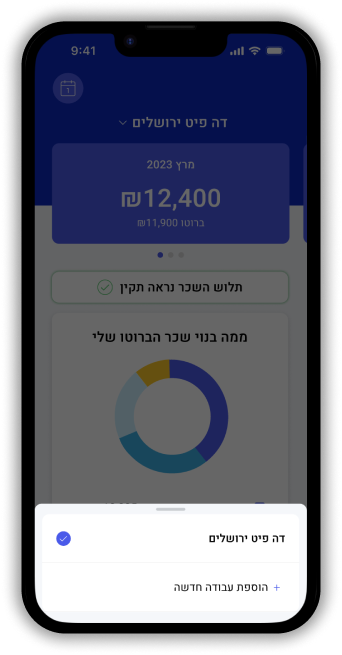 9:41
1
דה פיט ירושלים
מרץ 2023
₪12,400
ברוטו ₪11,900
תלוש השכר נראה תקין
ממה בנוי שכר הברוטו שלי
דה פיט ירושלים
+ הוספת עבודה חדשה